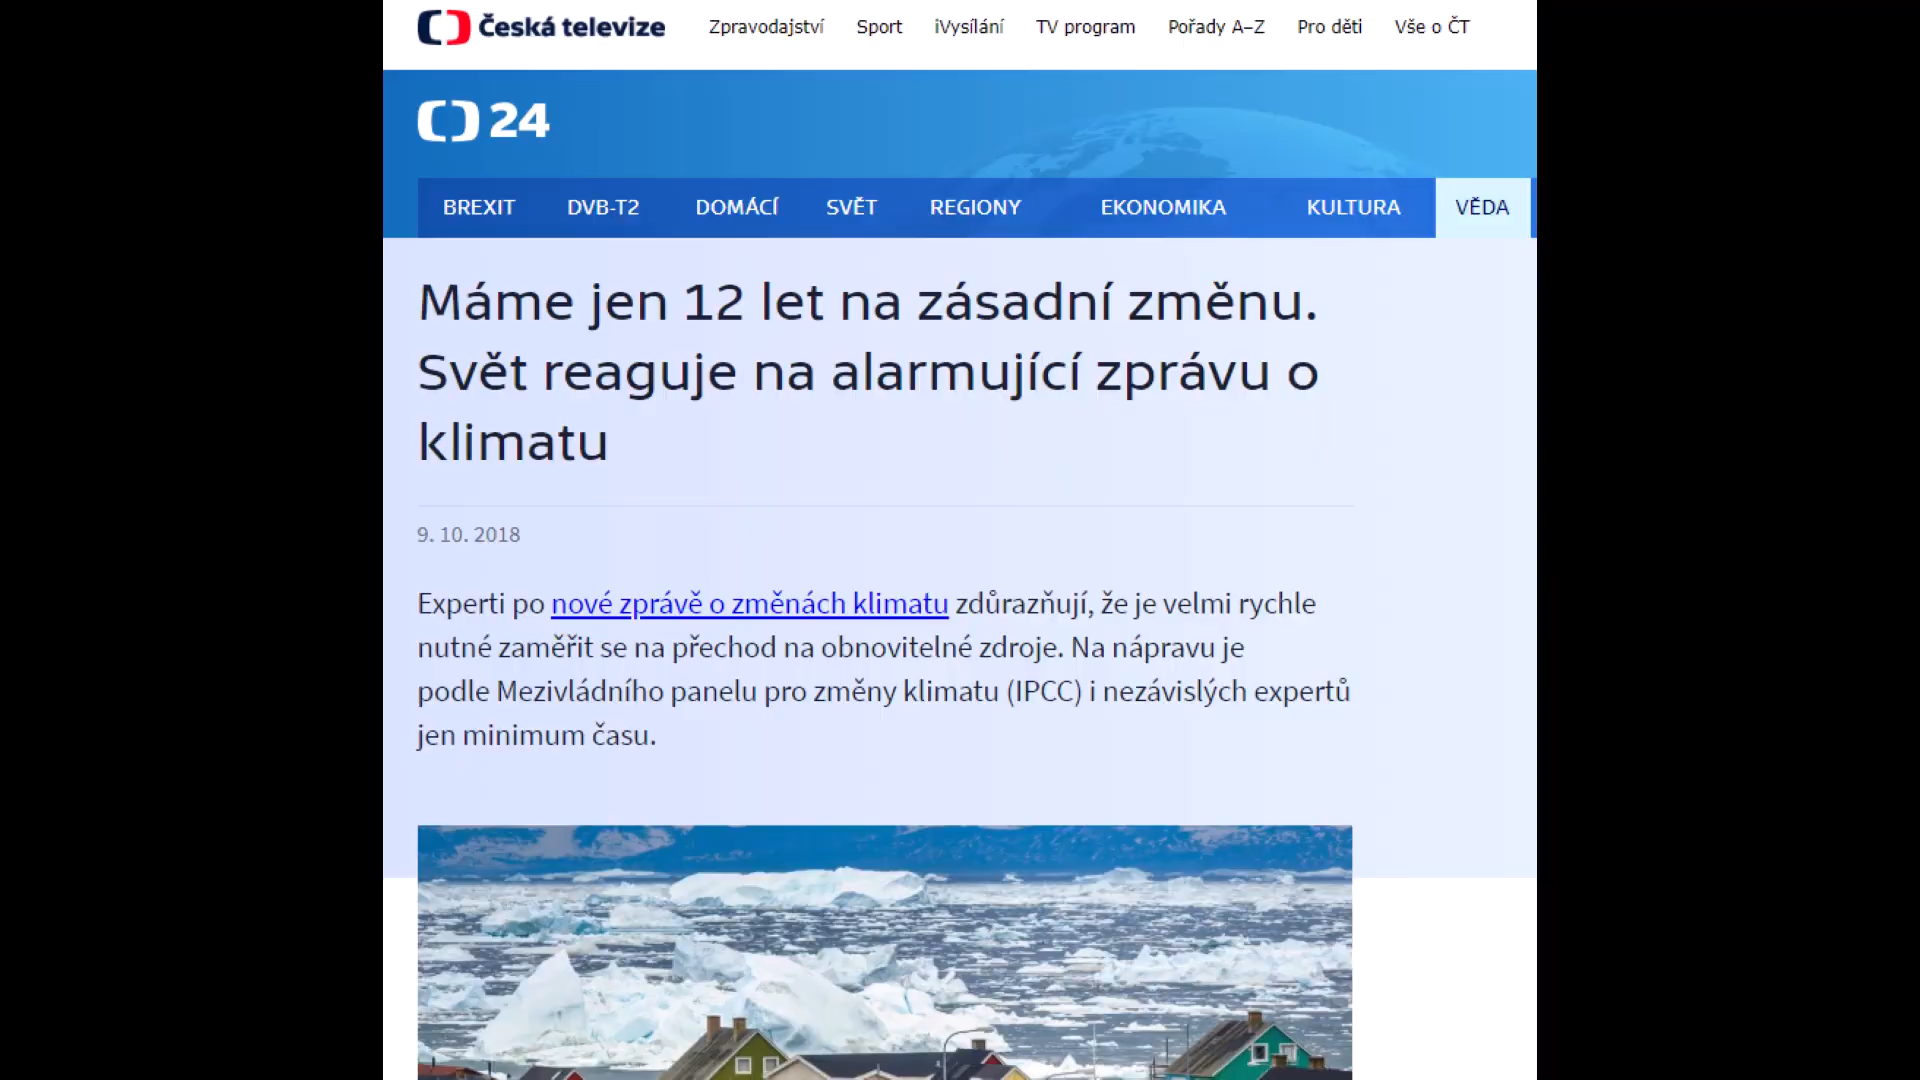 Česká televize Zpravodajství Sport iVysílání TV program Pořady A–Z Pro děti Vše o ČT
24
BREXIT DVB-T2 DOMÁCÍ SVĚT REGIONY EKONOMIKA KULTURA VĚDA
Máme jen 12 let na zásadní změnu.
Svět reaguje na alarmující zprávu o
klimatu
9. 10. 2018
Experti po nové zprávě o změnách klimatu zdůrazňují, že je velmi rychle
nutné zaměřit se na přechod na obnovitelné zdroje. Na nápravu je
podle Mezivládního panelu pro změny klimatu (IPCC) i nezávislých expertů
jen minimum času.